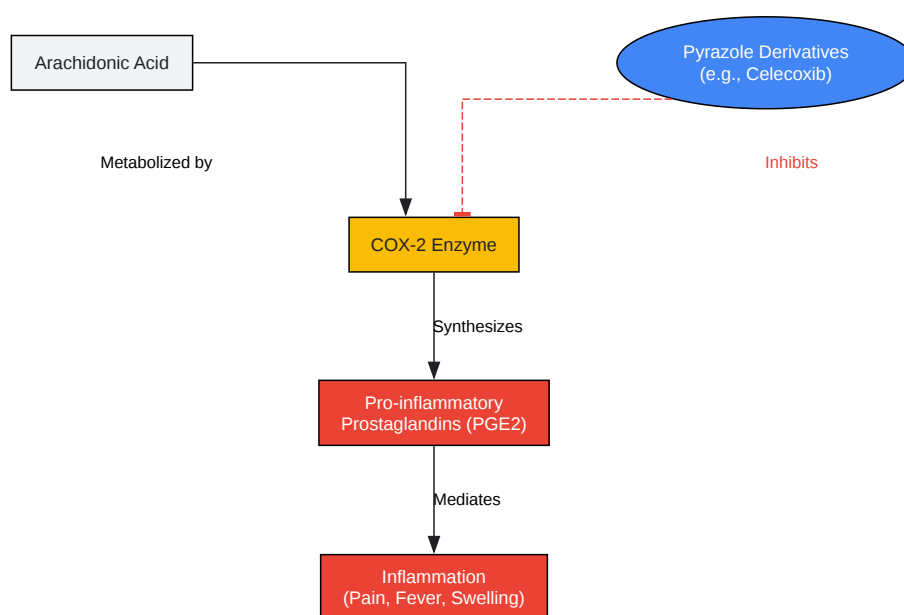 Arachidonic Acid
Pyrazole Derivatives
(e.g., Celecoxib)
Metabolized by
Inhibits
COX-2 Enzyme
Synthesizes
Pro-inflammatory
Prostaglandins (PGE2)
Mediates
Inflammation
(Pain, Fever, Swelling)